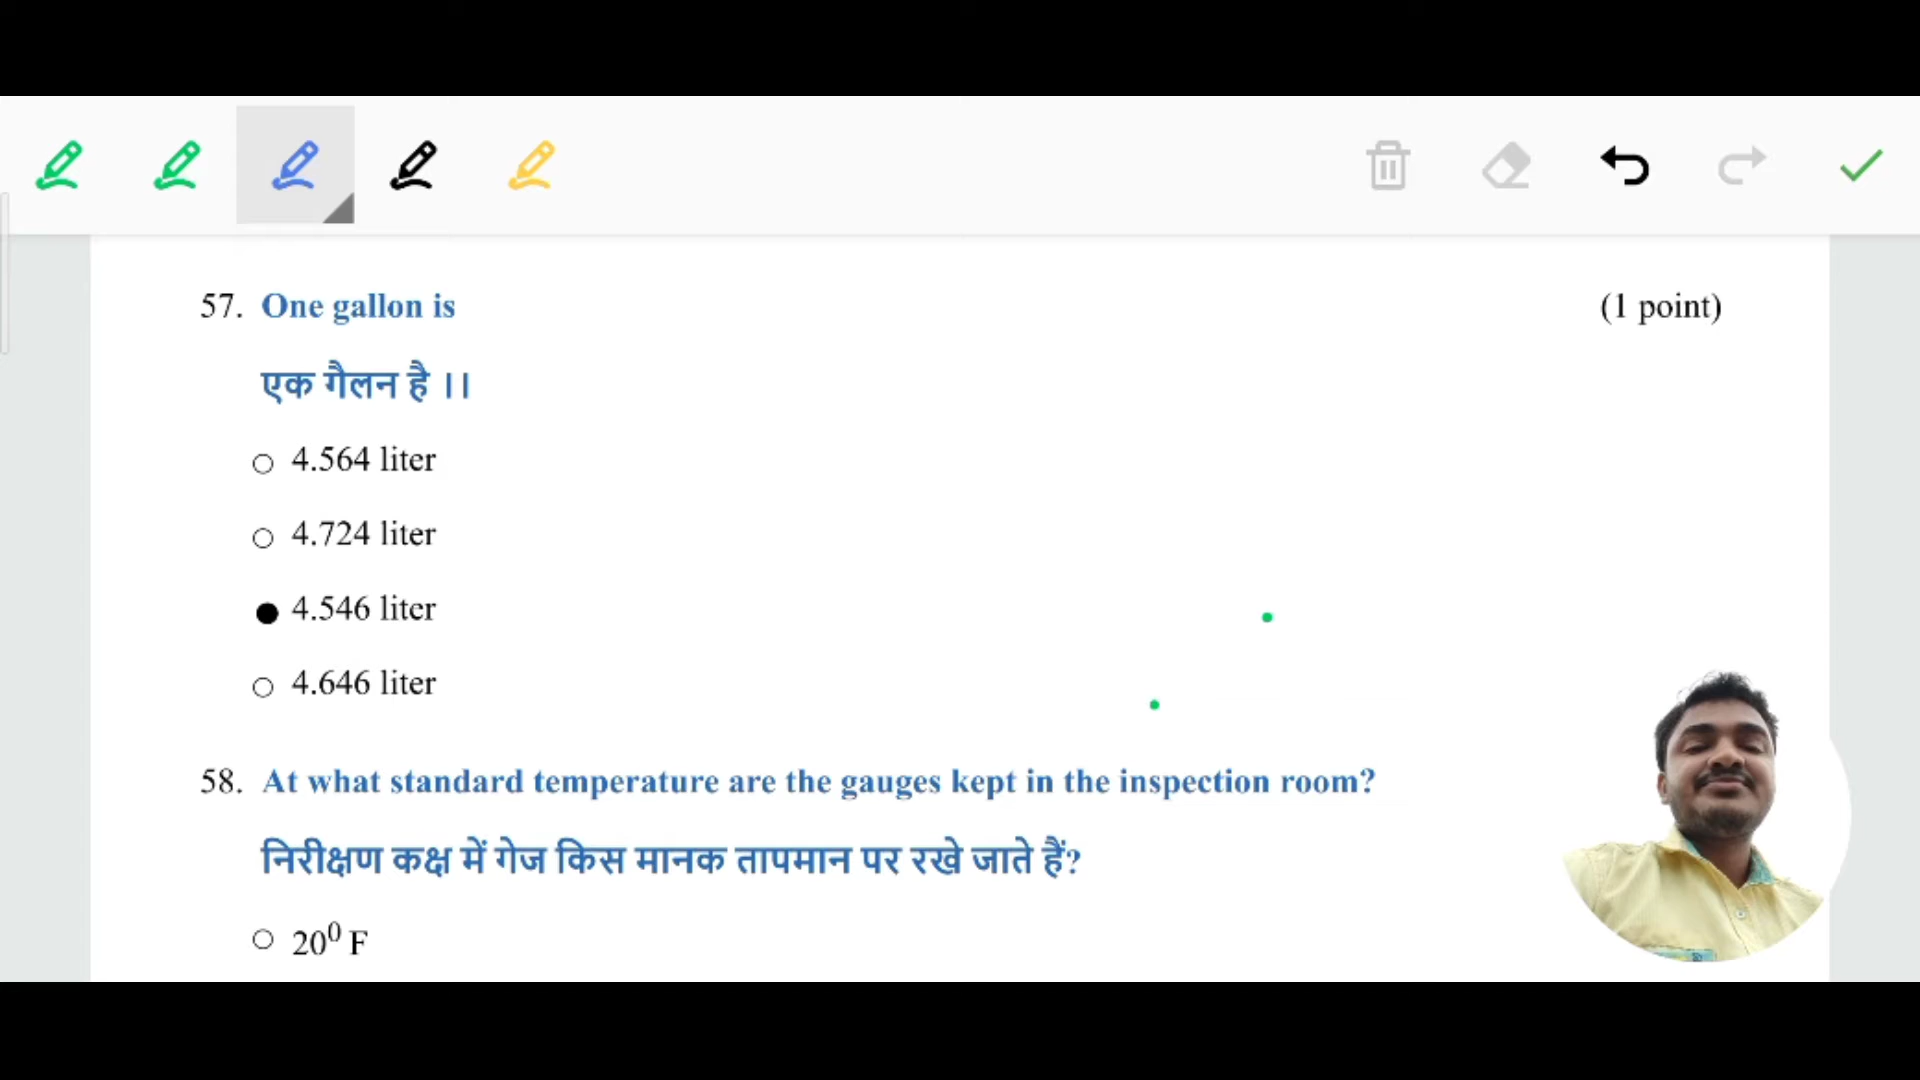 57. One gallon is (1 point)
एक गैलन है ।।
4.564 liter
4.724 liter
4.546 liter
4.646 liter
58. At what standard temperature are the gauges kept in the inspection room?
निरीक्षण कक्ष में गेज किस मानक तापमान पर रखे जाते हैं?
20⁰ F